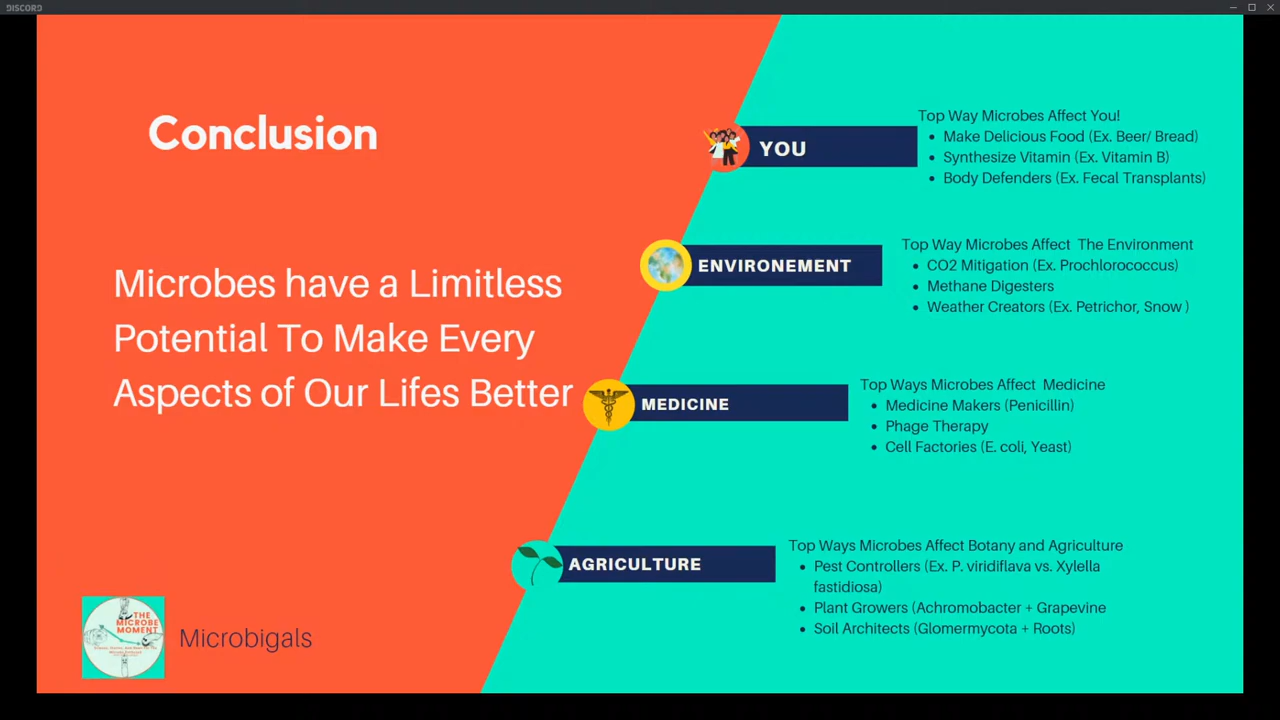 DISCORD
Conclusion
Microbes have a Limitless
Potential To Make Every
Aspects of Our Lifes Better
YOU
Top Way Microbes Affect You!
• Make Delicious Food (Ex. Beer/ Bread)
• Synthesize Vitamin (Ex. Vitamin B)
• Body Defenders (Ex. Fecal Transplants)
ENVIRONEMENT
Top Way Microbes Affect The Environment
• CO2 Mitigation (Ex. Prochlorococcus)
• Methane Digesters
• Weather Creators (Ex. Petrichor, Snow )
MEDICINE
Top Ways Microbes Affect Medicine
• Medicine Makers (Penicillin)
• Phage Therapy
• Cell Factories (E. coli, Yeast)
AGRICULTURE
Top Ways Microbes Affect Botany and Agriculture
• Pest Controllers (Ex. P. viridiflava vs. Xylella
fastidiosa)
• Plant Growers (Achromobacter + Grapevine
• Soil Architects (Glomermycota + Roots)
THE
MICROBE
MOMENT
Microbigals